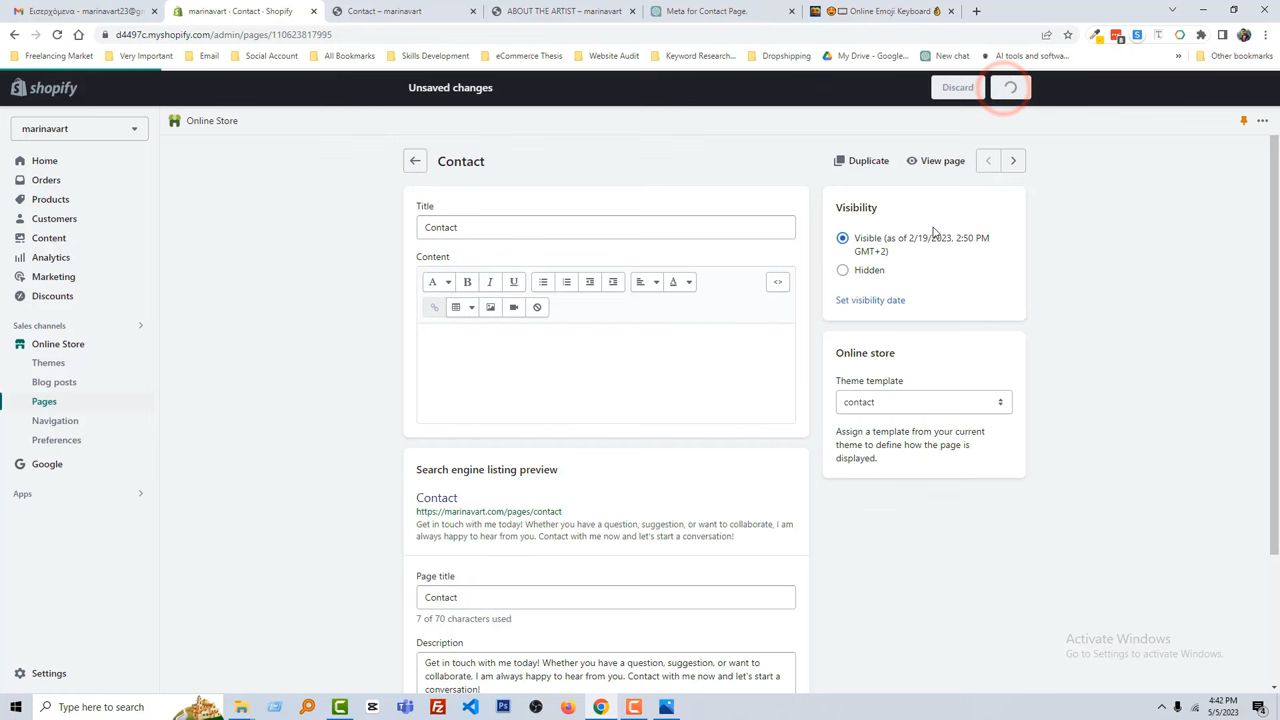 Εισερχόμενα - marinavart23@gm
marinavart - Contact · Shopify
Contact – marinavart
ABOUT THE ARTIST – marinavart
Meta for Contact Page.
Online Emoji Keyboard
d4497c.myshopify.com/admin/pages/110623817995
Freelancing Market
Very Important
Email
Social Account
All Bookmarks
Skills Development
eCommerce Thesis
Website Audit
Keyword Research...
Dropshipping
My Drive - Google...
New chat
AI tools and softwa...
Other bookmarks
shopify
Unsaved changes
Discard
marinavart
Online Store
Home
Orders
Products
Customers
Content
Analytics
Marketing
Discounts
Sales channels
Online Store
Themes
Blog posts
Pages
Navigation
Preferences
Google
Apps
Settings
Contact
Duplicate
View page
Title
Contact
Content
A
B
I
U
A
<>
Visibility
Visible (as of 2/19/2023, 2:50 PM
GMT+2)
Hidden
Set visibility date
Online store
Theme template
contact
Assign a template from your current
theme to define how the page is
displayed.
Search engine listing preview
Contact
https://marinavart.com/pages/contact
Get in touch with me today! Whether you have a question, suggestion, or want to collaborate, I am
always happy to hear from you. Contact with me now and let's start a conversation!
Page title
Contact
7 of 70 characters used
Description
Get in touch with me today! Whether you have a question, suggestion, or want to
collaborate, I am always happy to hear from you. Contact with me now and let's start a
conversation!
Activate Windows
Go to Settings to activate Windows.
Type here to search
4:42 PM
5/5/2023